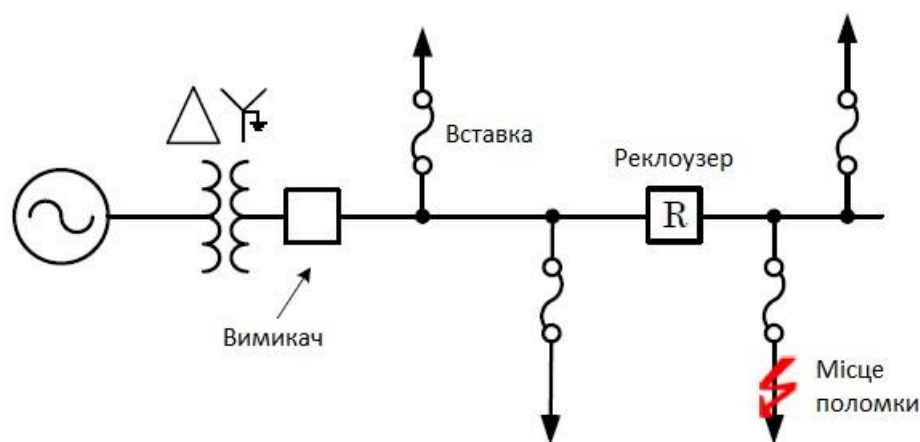 Вставка
Реклоузер
R
Вимикач
Місце
поломки